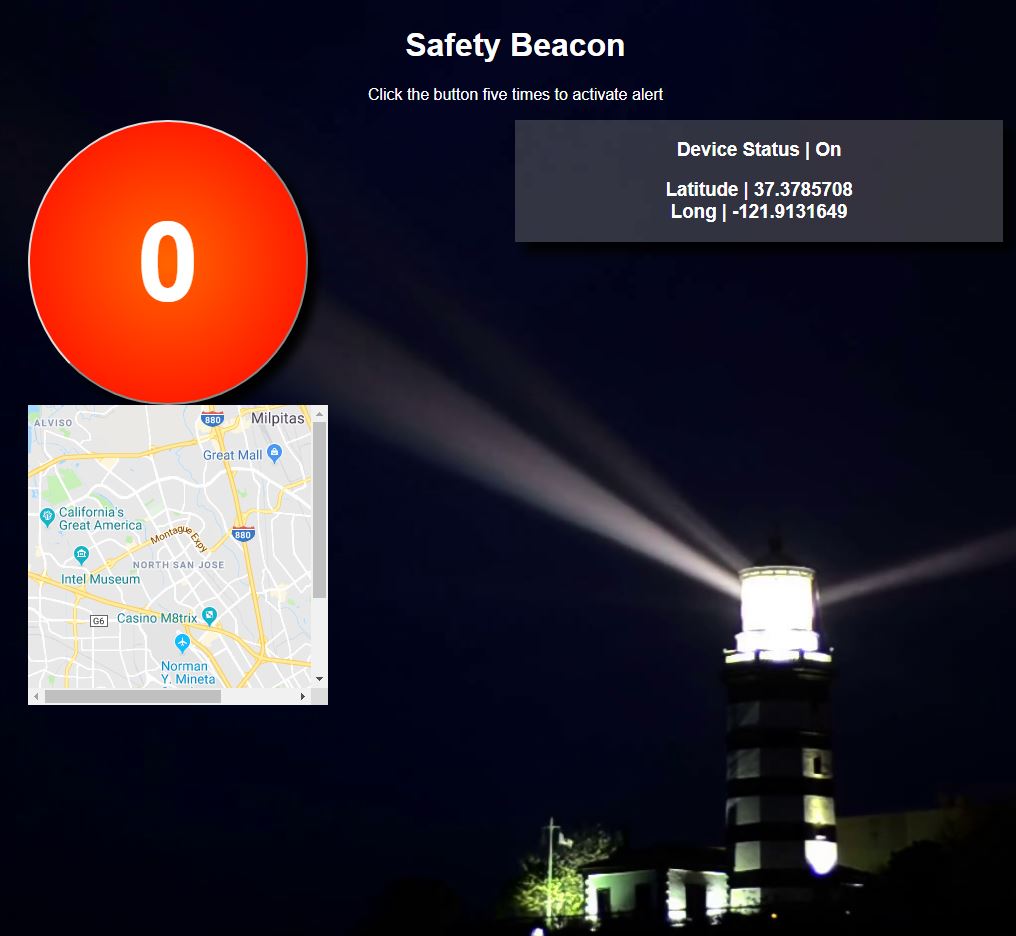 Safety Beacon
Click the button five times to activate alert
0
Device Status | On
Latitude | 37.3785708
Long | -121.9131649
ALVISO
880
Milpitas
Great Mall
California's
Great America
Montague Expy
880
Intel Museum
NORTH SAN JOSE
G6
Casino M8trix
Norman
Y. Mineta